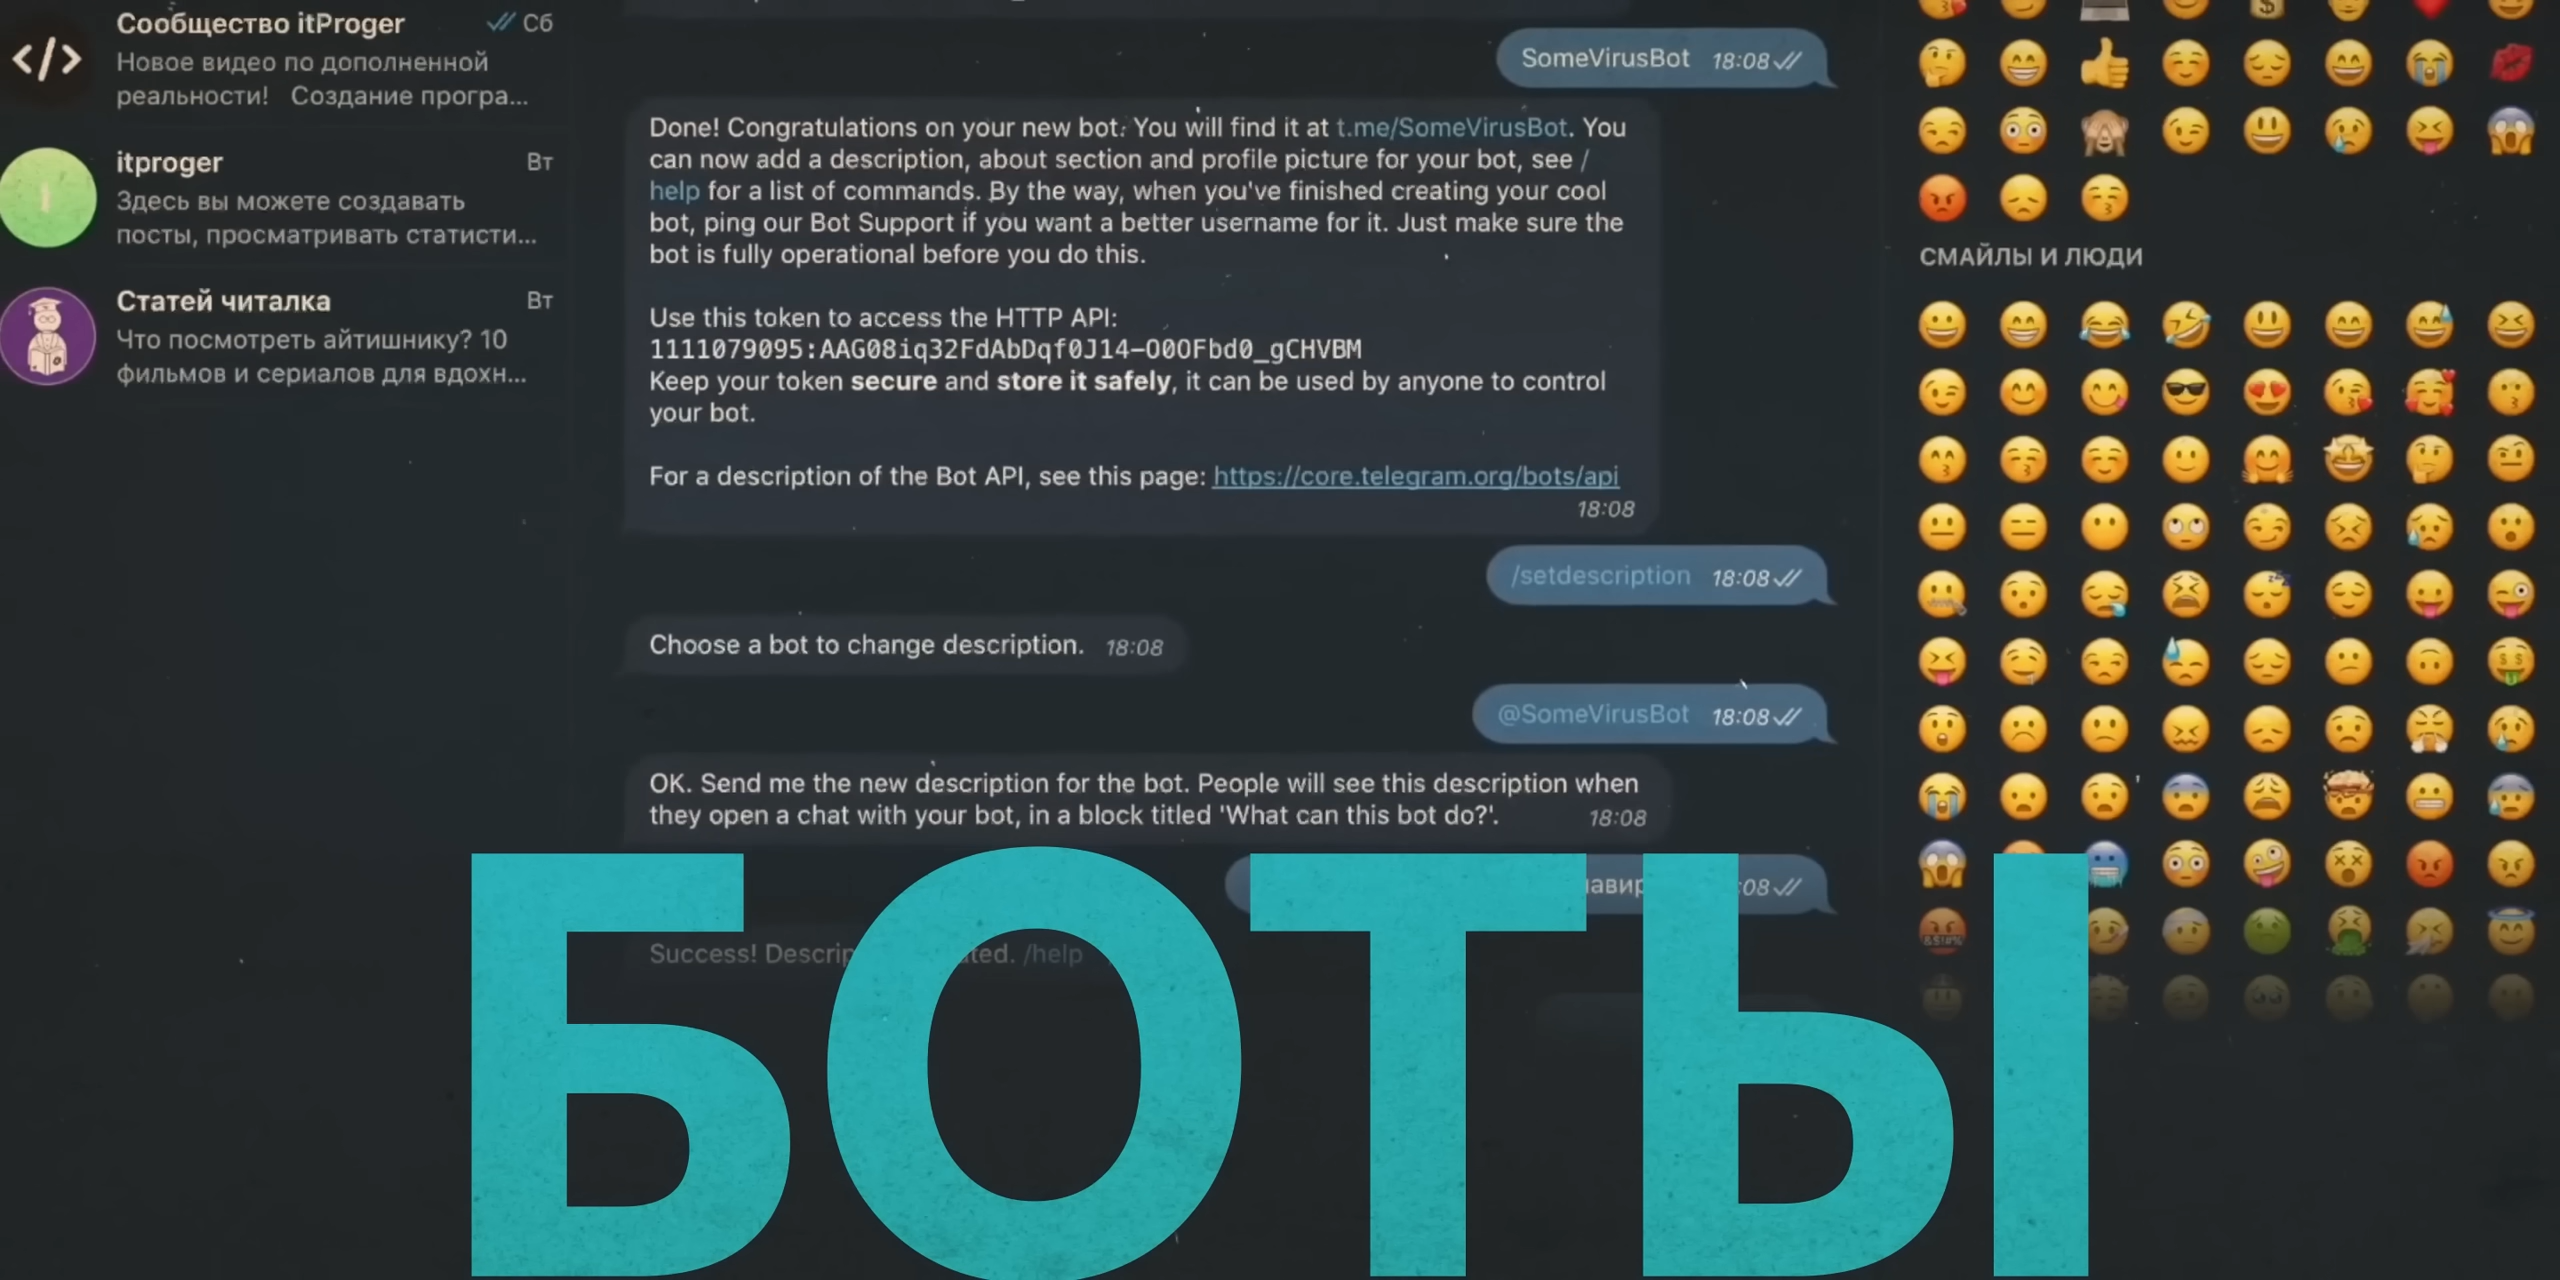 Сообщество itProger
Сб
Новое видео по дополненной
реальности! Создание програ...
itproger
Вт
Здесь вы можете создавать
посты, просматривать статисти...
Статей читалка
Вт
Что посмотреть айтишнику? 10
фильмов и сериалов для вдохн...
SomeVirusBot 18:08
Done! Congratulations on your new bot. You will find it at t.me/SomeVirusBot. You
can now add a description, about section and profile picture for your bot, see /
help for a list of commands. By the way, when you've finished creating your cool
bot, ping our Bot Support if you want a better username for it. Just make sure the
bot is fully operational before you do this.
Use this token to access the HTTP API:
1111079095:AAG08iq32FdAbDqf0J14-O0OFbd0_gCHVBM
Keep your token secure and store it safely, it can be used by anyone to control
your bot.
For a description of the Bot API, see this page: https://core.telegram.org/bots/api
18:08
/setdescription 18:08
Choose a bot to change description. 18:08
@SomeVirusBot 18:08
OK. Send me the new description for the bot. People will see this description when
they open a chat with your bot, in a block titled 'What can this bot do?'. 18:08
Success! /help
СМАЙЛЫ И ЛЮДИ
БОТЫ